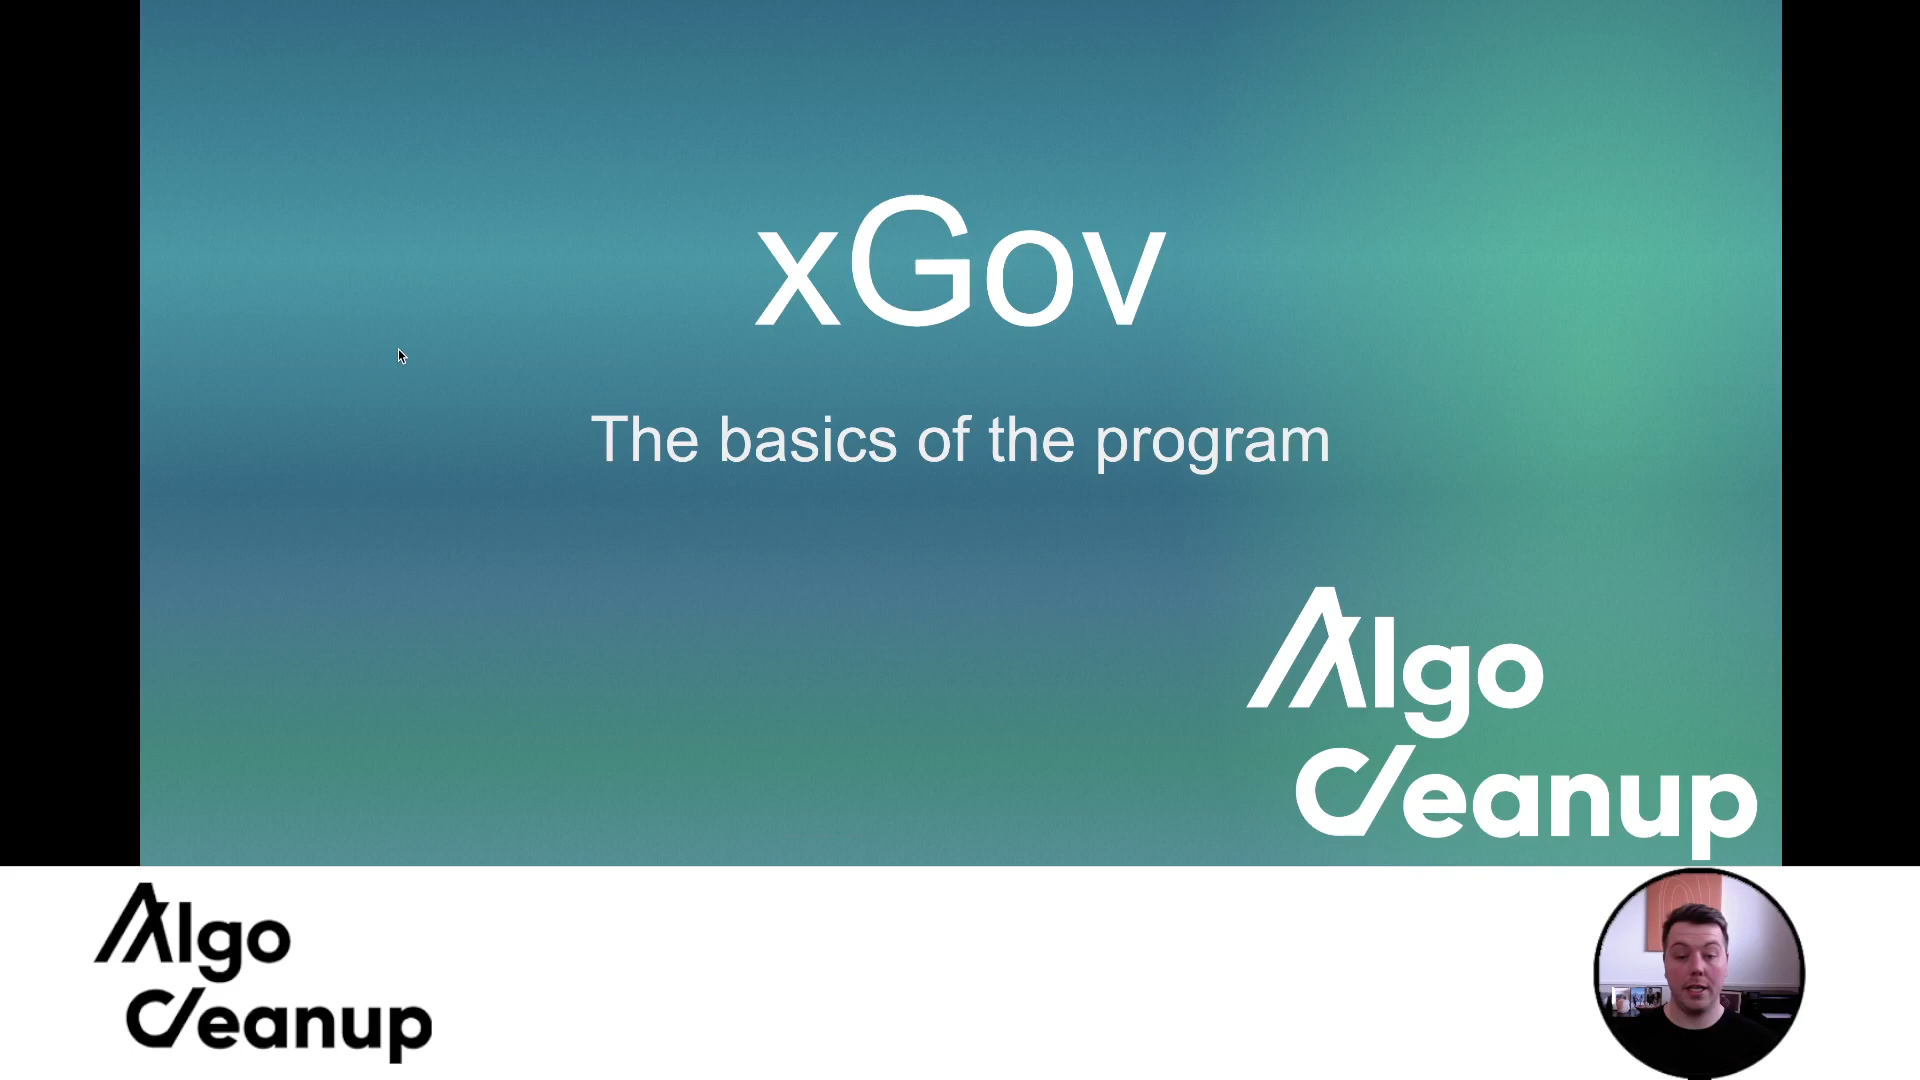 xGov
The basics of the program
Algo
Cleanup
Algo
Cleanup